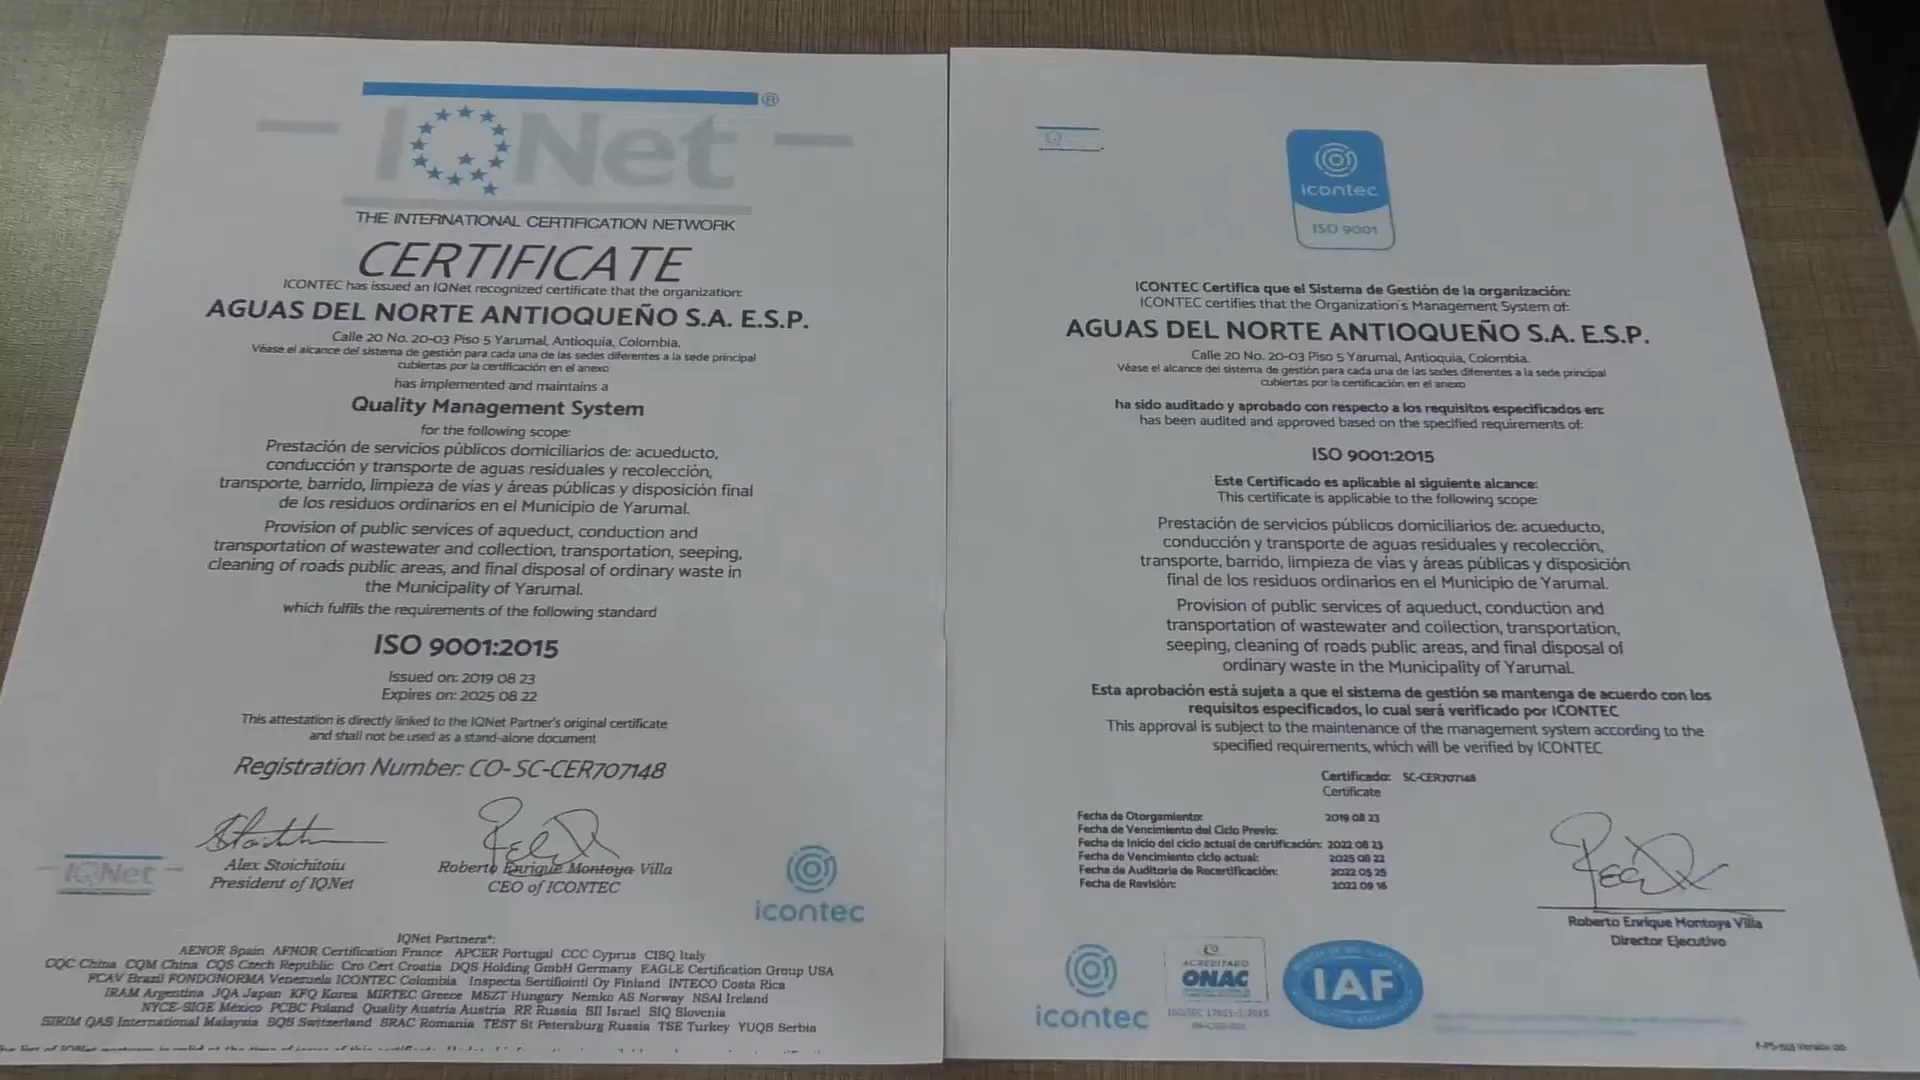 IQNet ®
THE INTERNATIONAL CERTIFICATION NETWORK
CERTIFICATE
ICONTEC has issued an IQNet recognized certificate that the organization:
AGUAS DEL NORTE ANTIOQUEÑO S.A. E.S.P.
Calle 20 No. 20-03 Piso 5 Yarumal, Antioquia, Colombia.
Véase el alcance del sistema de gestión para cada una de las sedes diferentes a la sede principal
cubiertas por la certificación en el anexo
has implemented and maintains a
Quality Management System
for the following scope:
Prestación de servicios públicos domiciliarios de: acueducto,
conducción y transporte de aguas residuales y recolección,
transporte, barrido, limpieza de vías y áreas públicas y disposición final
de los residuos ordinarios en el Municipio de Yarumal.
Provision of public services of aqueduct, conduction and
transportation of wastewater and collection, transportation, seeping,
cleaning of roads public areas, and final disposal of ordinary waste in
the Municipality of Yarumal.
which fulfils the requirements of the following standard
ISO 9001:2015
Issued on: 2019 08 23
Expires on: 2025 08 22
This attestation is directly linked to the IQNet Partner's original certificate
and shall not be used as a stand-alone document
Registration Number: CO-SC-CER707148
IQNet
Alex Stoichitoiu
President of IQNet
Roberto Enrique Montoya Villa
CEO of ICONTEC
icontec
IQNet Partners*:
AENOR Spain AFNOR Certification France APCER Portugal CCC Cyprus CISQ Italy
CQC China CQM China CQS Czech Republic Cro Cert Croatia DQS Holding GmbH Germany EAGLE Certification Group USA
FCAV Brazil FONDONORMA Venezuela ICONTEC Colombia Inspecta Sertifiointi Oy Finland INTECO Costa Rica
IRAM Argentina JQA Japan KFQ Korea MIRTEC Greece MSZT Hungary Nemko AS Norway NSAI Ireland
NYCE-SIGE México PCBC Poland Quality Austria Austria RR Russia SII Israel SIQ Slovenia
SIRIM QAS International Malaysia SQS Switzerland SRAC Romania TEST St Petersburg Russia TSE Turkey YUQS Serbia
icontec
ISO 9001
ICONTEC Certifica que el Sistema de Gestión de la organización:
ICONTEC certifies that the Organization's Management System of:
AGUAS DEL NORTE ANTIOQUEÑO S.A. E.S.P.
Calle 20 No. 20-03 Piso 5 Yarumal, Antioquia, Colombia.
Véase el alcance del sistema de gestión para cada una de las sedes diferentes a la sede principal
cubiertas por la certificación en el anexo
ha sido auditado y aprobado con respecto a los requisitos especificados en:
has been audited and approved based on the specified requirements of:
ISO 9001:2015
Este Certificado es aplicable al siguiente alcance:
This certificate is applicable to the following scope:
Prestación de servicios públicos domiciliarios de: acueducto,
conducción y transporte de aguas residuales y recolección,
transporte, barrido, limpieza de vías y áreas públicas y disposición
final de los residuos ordinarios en el Municipio de Yarumal.
Provision of public services of aqueduct, conduction and
transportation of wastewater and collection, transportation,
seeping, cleaning of roads public areas, and final disposal of
ordinary waste in the Municipality of Yarumal.
Esta aprobación está sujeta a que el sistema de gestión se mantenga de acuerdo con los
requisitos especificados, lo cual será verificado por ICONTEC
This approval is subject to the maintenance of the management system according to the
specified requirements, which will be verified by ICONTEC
Certificado: SC-CER707148
Certificate
Fecha de Otorgamiento: 2019 08 23
Fecha de Vencimiento del Ciclo Previo:
Fecha de Inicio del ciclo actual de certificación: 2022 08 23
Fecha de Vencimiento ciclo actual: 2025 08 22
Fecha de Auditoria de Recertificación: 2022 05 25
Fecha de Revisión: 2022 09 16
Roberto Enrique Montoya Villa
Director Ejecutivo
icontec
ACREDITADO
ONAC
ISO/IEC 17021-1:2015
IAF